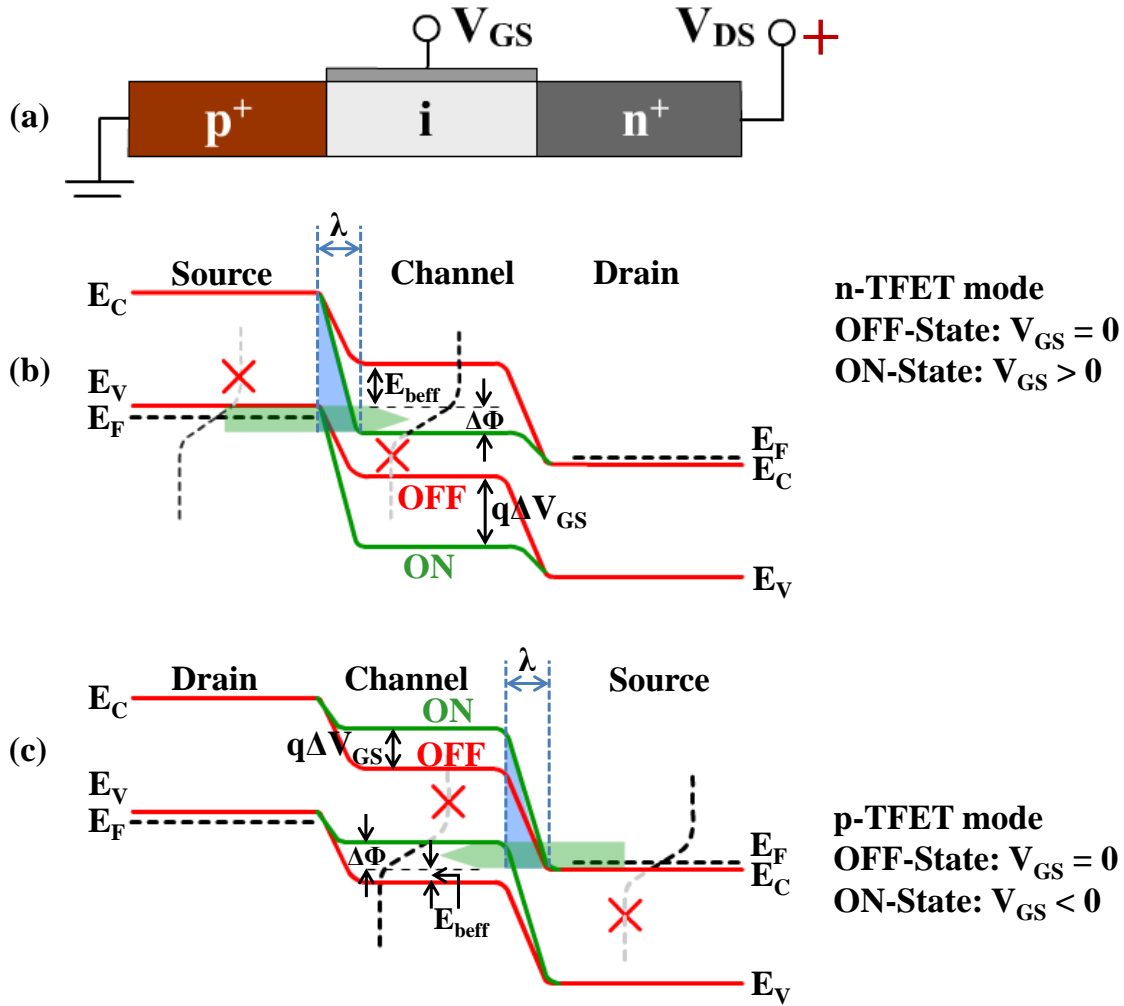 (a)
V_GS
V_DS
+
p⁺
i
n⁺
(b)
λ
Source
Channel
Drain
E_C
E_V
E_F
E_beff
ΔΦ
OFF
qΔV_GS
ON
E_F
E_C
E_V
n-TFET mode
OFF-State: V_GS = 0
ON-State: V_GS > 0
(c)
λ
Drain
Channel
Source
E_C
ON
qΔV_GS
OFF
E_V
E_F
ΔΦ
E_beff
E_F
E_C
E_V
p-TFET mode
OFF-State: V_GS = 0
ON-State: V_GS < 0